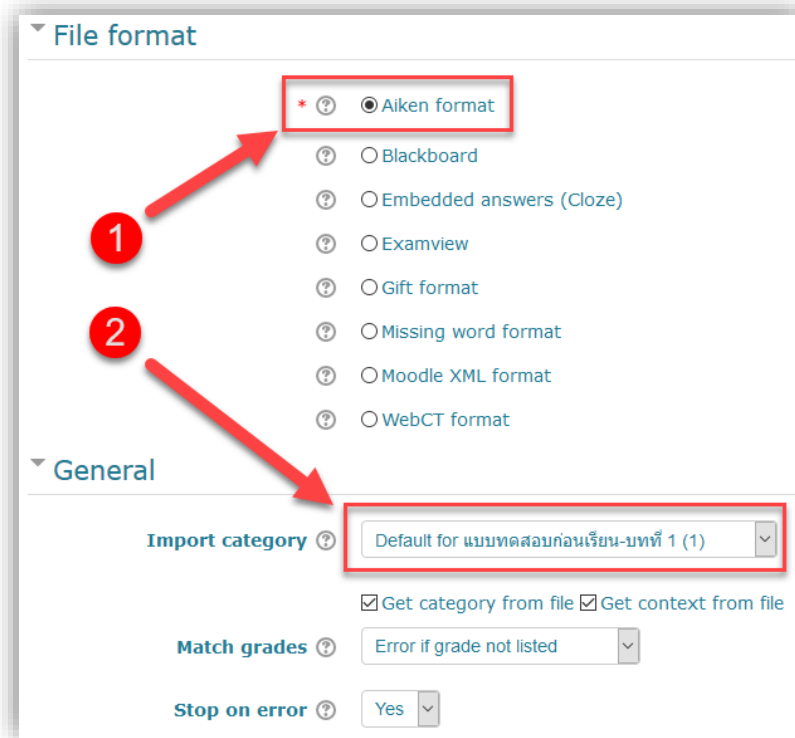 File format
* Aiken format
Blackboard
Embedded answers (Cloze)
1
Examview
Gift format
2
Missing word format
Moodle XML format
WebCT format
General
Import category Default for แบบทดสอบก่อนเรียน-บทที่ 1 (1)
Get category from file Get context from file
Match grades Error if grade not listed
Stop on error Yes